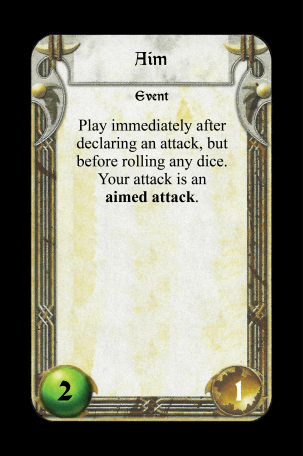 Aim
Event
Play immediately after
declaring an attack, but
before rolling any dice.
Your attack is an
aimed attack.
2
1